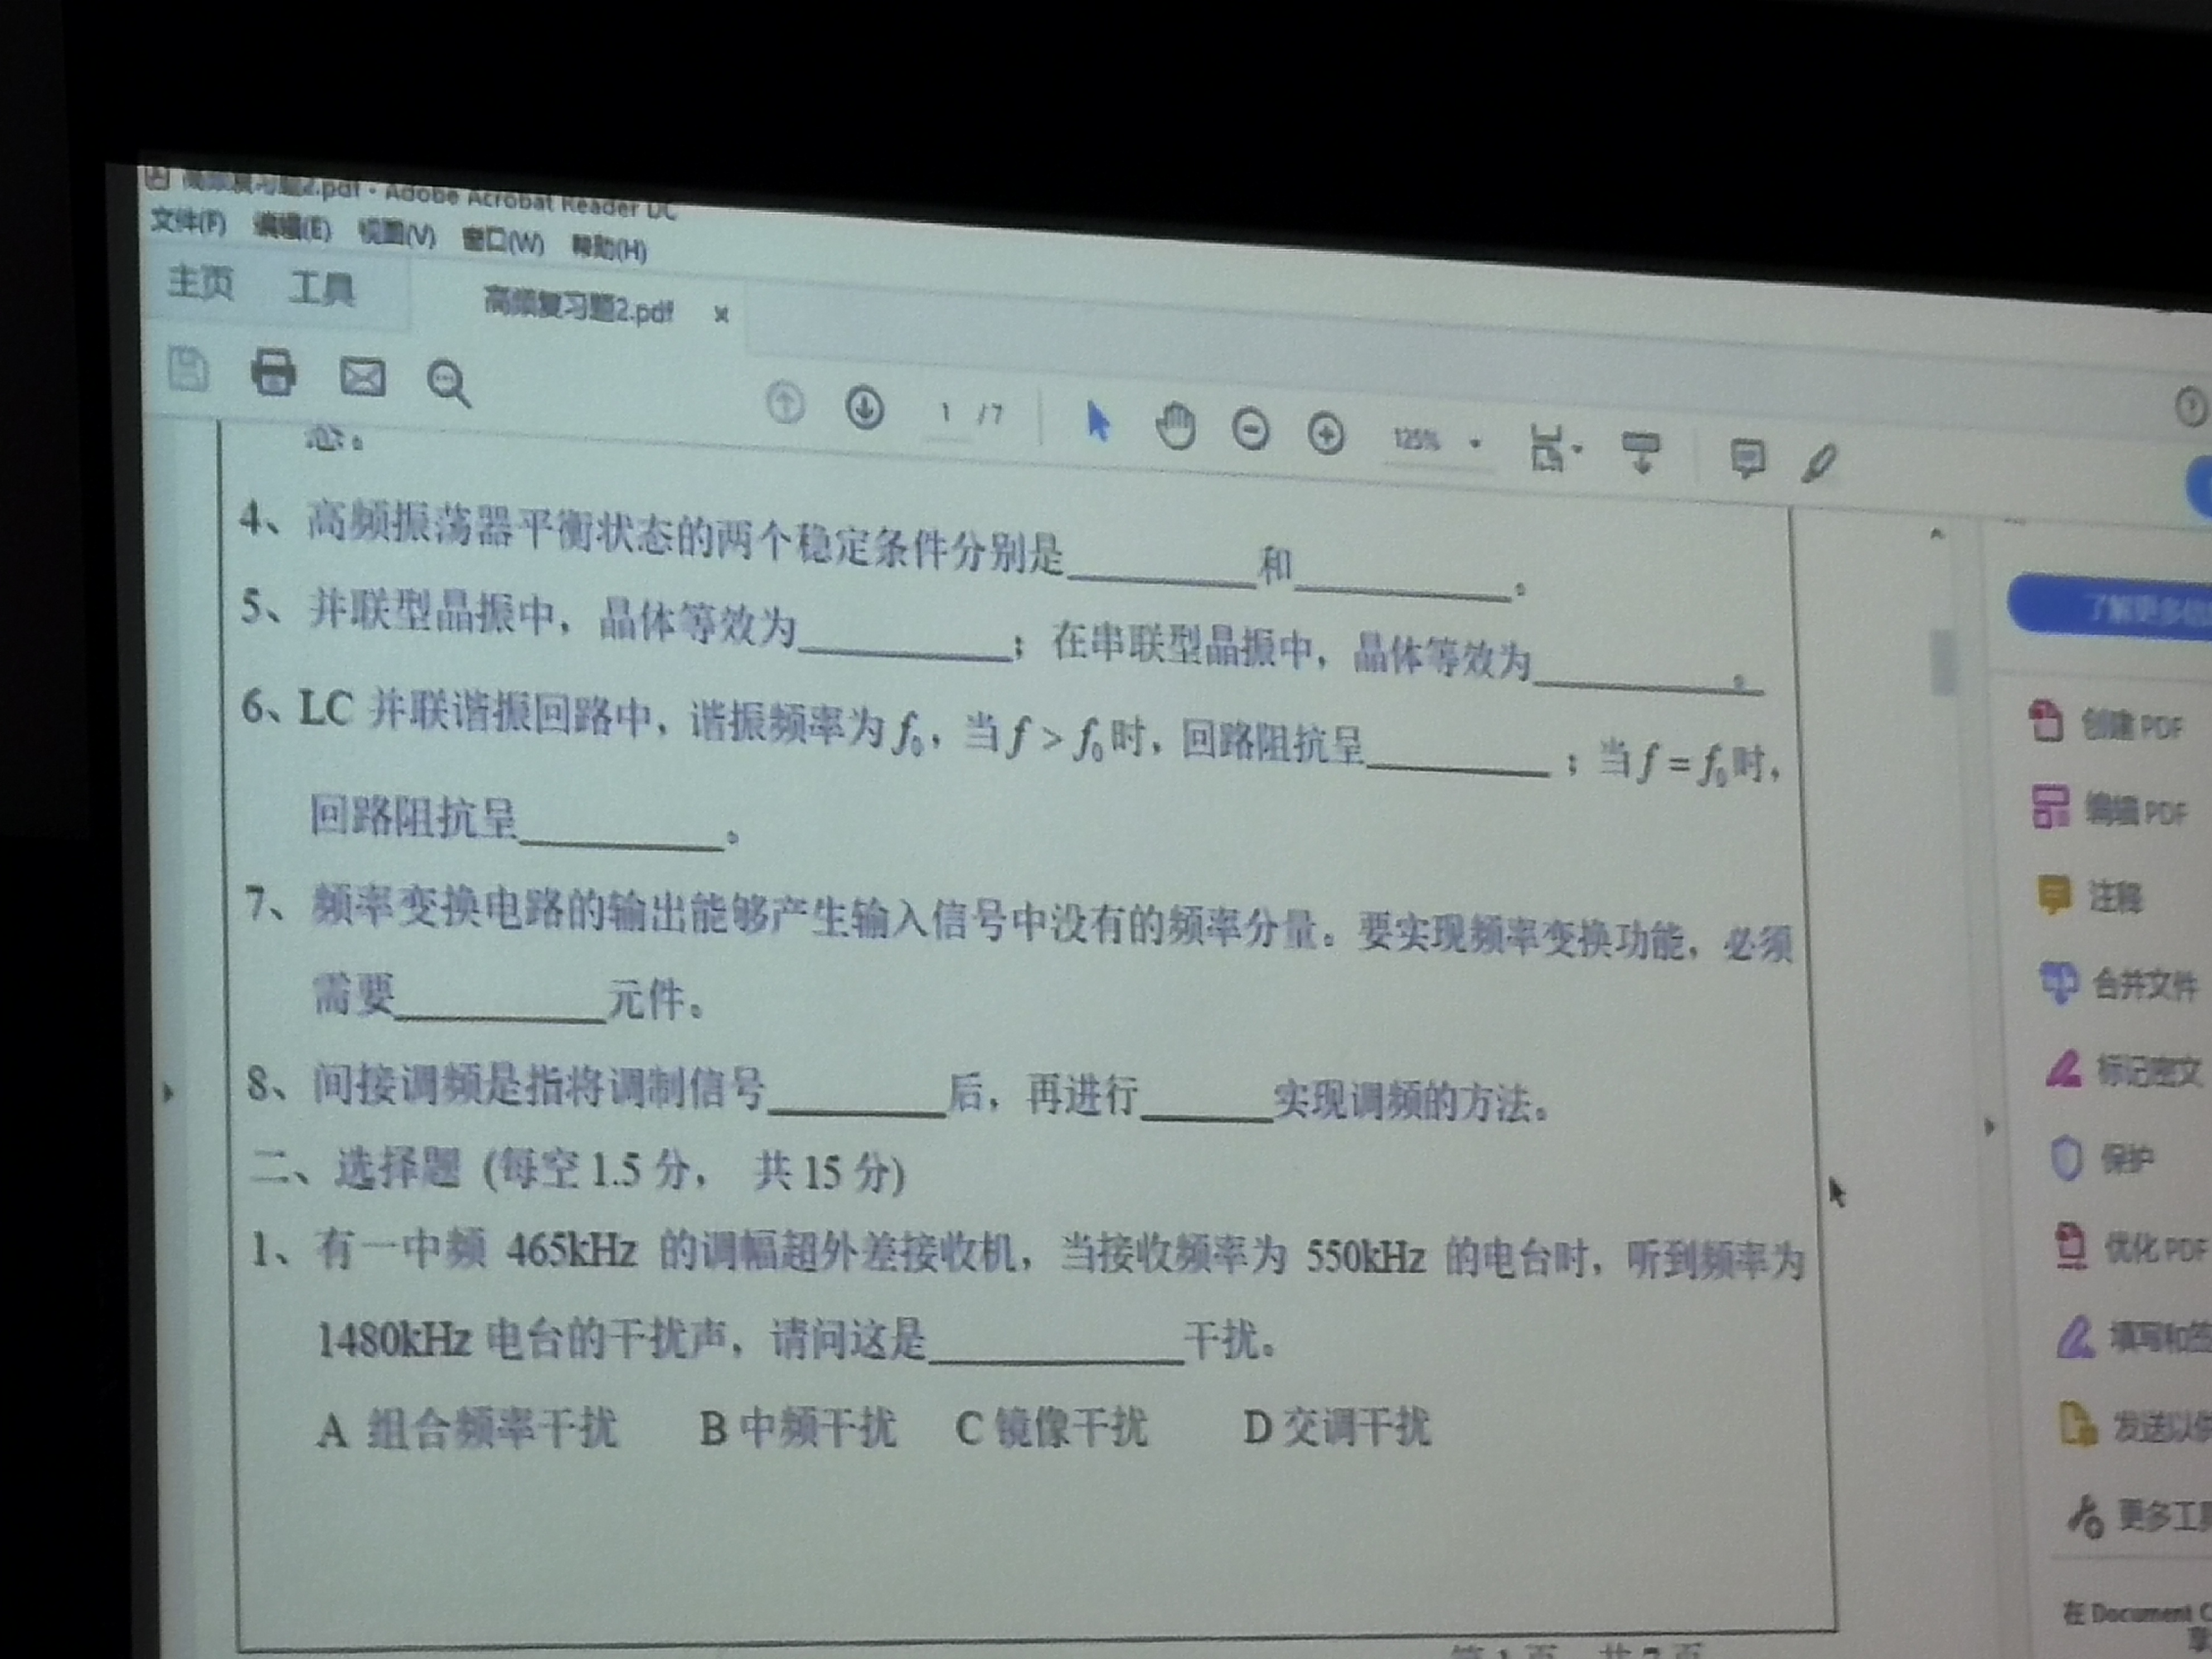 高频复习题2.pdf - Adobe Acrobat Reader DC
文件(F) 编辑(E) 视图(V) 窗口(W) 帮助(H)
主页 工具 高频复习题2.pdf ×
1 /7 125%
4、高频振荡器平衡状态的两个稳定条件分别是________和________。
5、并联型晶振中，晶体等效为________；在串联型晶振中，晶体等效为________。
6、LC 并联谐振回路中，谐振频率为f₀，当f > f₀时，回路阻抗呈________；当f = f₀时，
回路阻抗呈________。
7、频率变换电路的输出能够产生输入信号中没有的频率分量。要实现频率变换功能，必须
需要________元件。
8、间接调频是指将调制信号________后，再进行______实现调频的方法。
二、选择题 (每空1.5分， 共15分)
1、有一中频 465kHz 的调幅超外差接收机，当接收频率为 550kHz 的电台时，听到频率为
1480kHz 电台的干扰声，请问这是________干扰。
A 组合频率干扰 B 中频干扰 C 镜像干扰 D 交调干扰
了解更多
创建 PDF
编辑 PDF
注释
合并文件
标记密文
保护
优化 PDF
填写和签
发送以供
更多工具
在 Document C